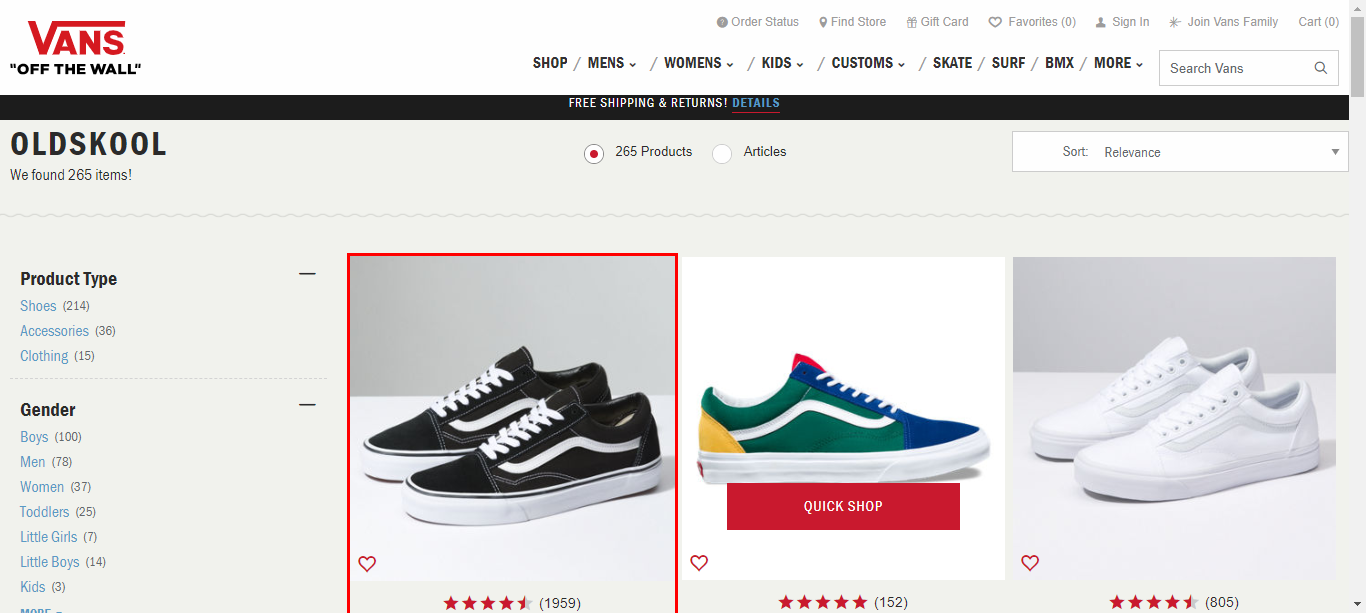 VANS
"OFF THE WALL"
Order Status
Find Store
Gift Card
Favorites (0)
Sign In
Join Vans Family
Cart (0)
SHOP / MENS / WOMENS / KIDS / CUSTOMS / SKATE / SURF / BMX / MORE
Search Vans
FREE SHIPPING & RETURNS! DETAILS
OLDSKOOL
We found 265 items!
265 Products
Articles
Sort: Relevance
Product Type
Shoes (214)
Accessories (36)
Clothing (15)
Gender
Boys (100)
Men (78)
Women (37)
Toddlers (25)
Little Girls (7)
Little Boys (14)
Kids (3)
MORE
QUICK SHOP
(1959)
(152)
(805)